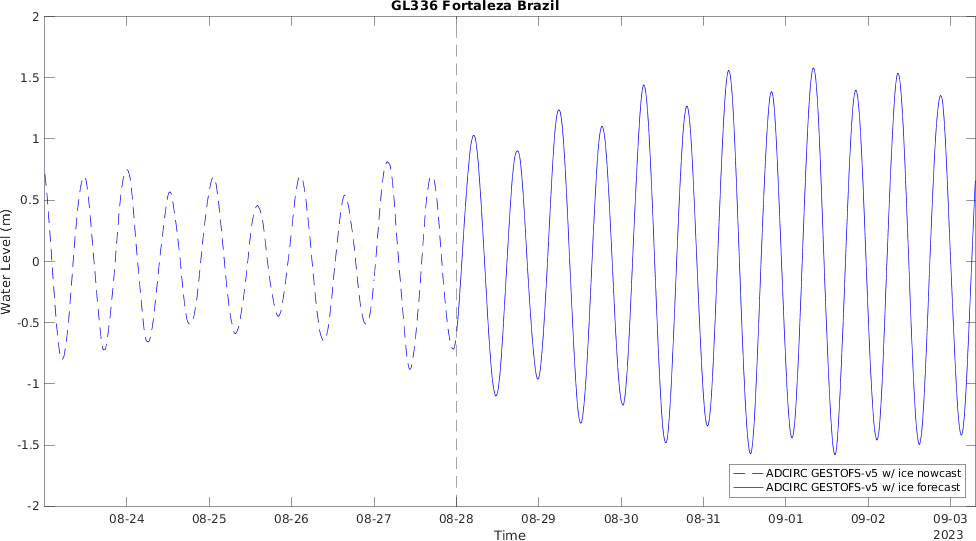 GL336 Fortaleza Brazil
2
1.5
1
0.5
0
-0.5
-1
-1.5
-2
Water Level (m)
ADCIRC GESTOFS-v5 w/ ice nowcast
ADCIRC GESTOFS-v5 w/ ice forecast
08-24 08-25 08-26 08-27 08-28 08-29 08-30 08-31 09-01 09-02 09-03
Time
2023